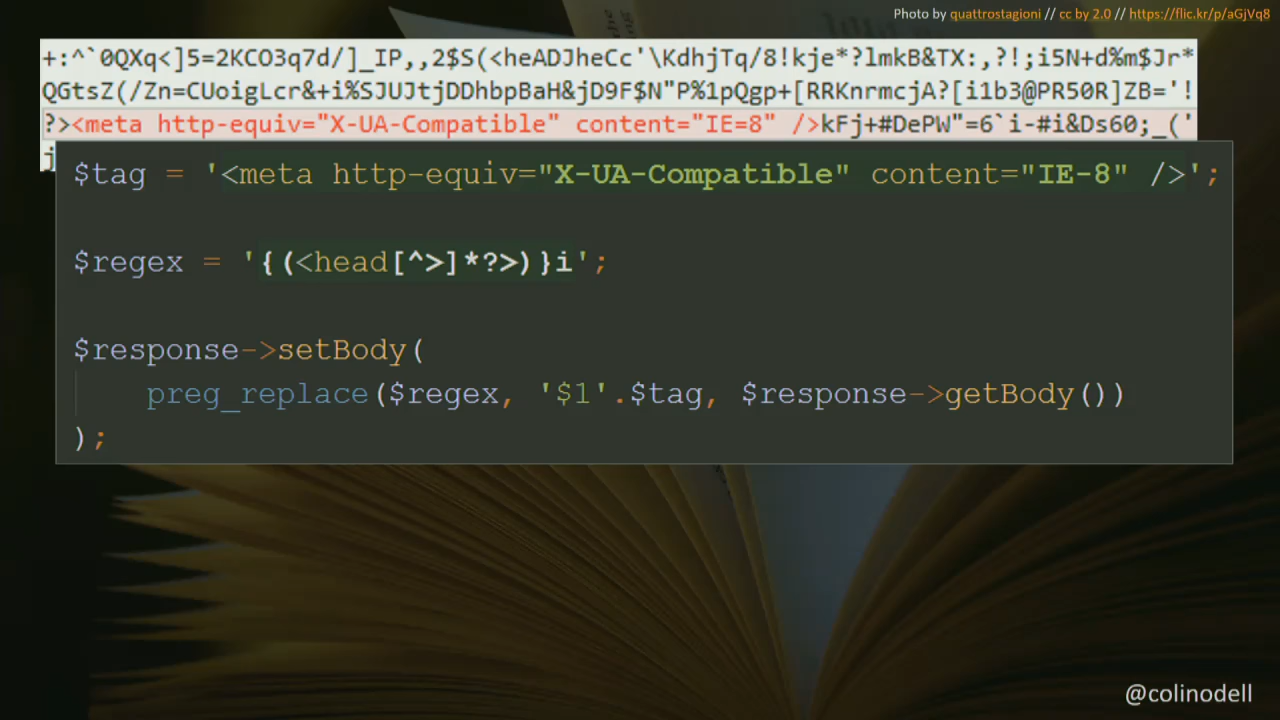 Photo by quattrostagioni // cc by 2.0 // https://flic.kr/p/aGjVq8
+:^`0QXq<]5=2KCO3q7d/]_IP,,2$S(<heADJheCc'\KdhjTq/8!kje*?lmkB&TX:,?!;i5N+d%m$Jr*
QGtsZ(/Zn=CUoigLcr&+i%SJUJtjDDhbpBaH&jD9F$N"P%1pQgp+[RRKnrmcjA?[i1b3@PR50R]ZB='!
?><meta http-equiv="X-UA-Compatible" content="IE=8" />kFj+#DePW"=6`i-#i&Ds60;_('
j
$tag = '<meta http-equiv="X-UA-Compatible" content="IE-8" />';
$regex = '{(<head[^>]*?>)}i';
$response->setBody(
preg_replace($regex, '$1'.$tag, $response->getBody())
);
@colinodell